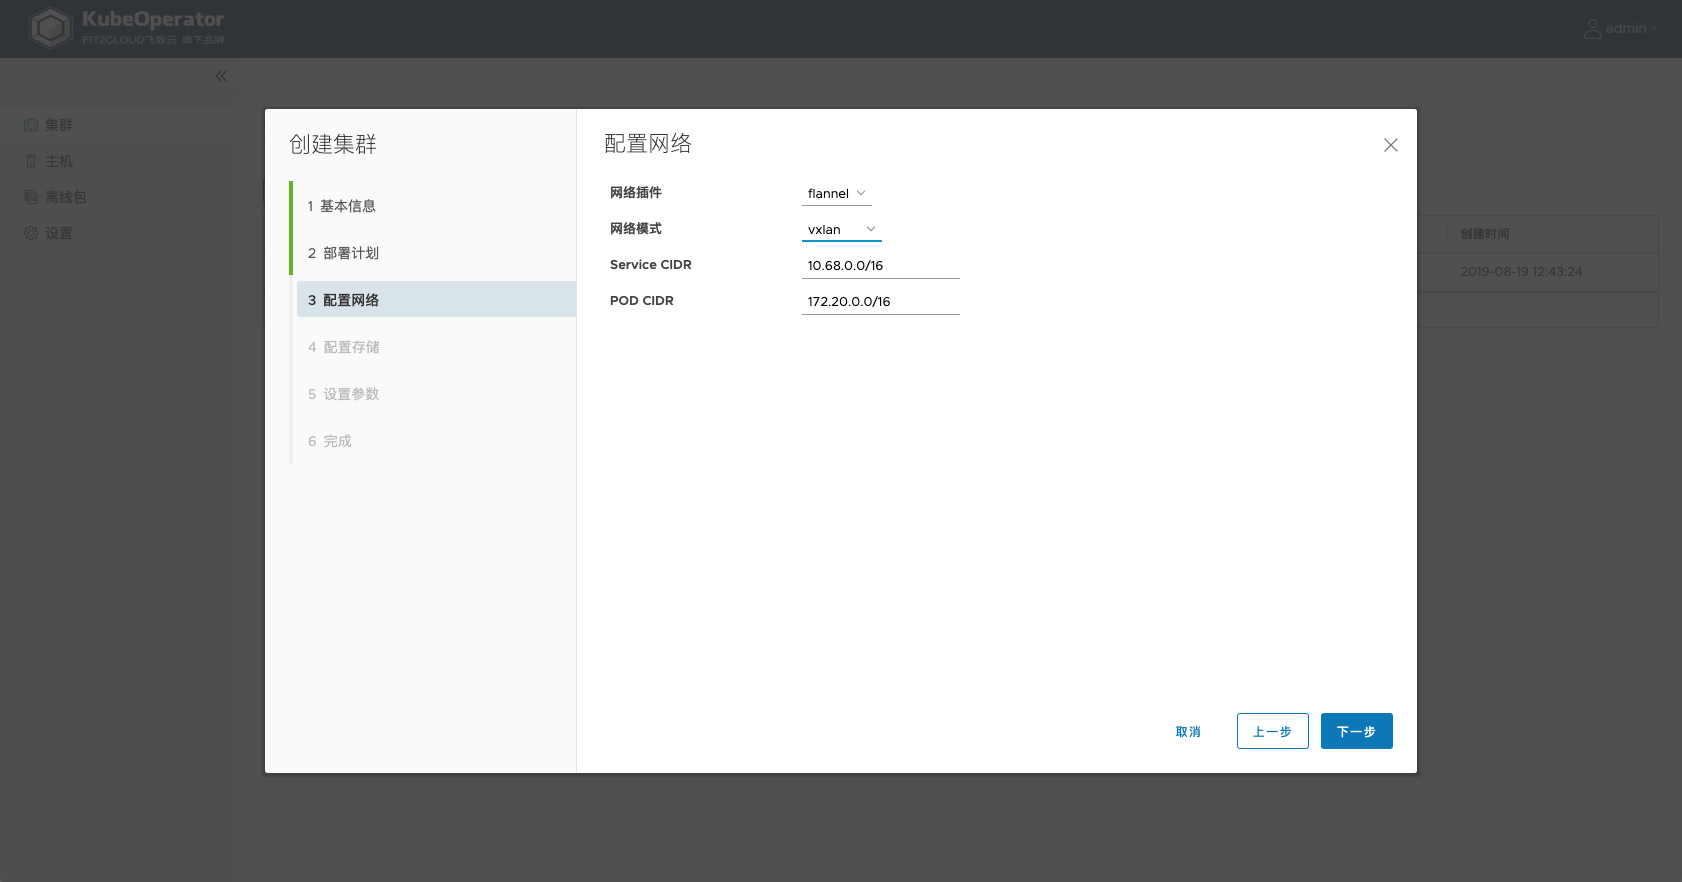 KubeOperator
FIT2CLOUD飞致云 旗下品牌
admin
集群
主机
离线包
设置
创建时间
2019-08-19 12:43:24
创建集群
1 基本信息
2 部署计划
3 配置网络
4 配置存储
5 设置参数
6 完成
配置网络
网络插件 flannel
网络模式 vxlan
Service CIDR 10.68.0.0/16
POD CIDR 172.20.0.0/16
取消 上一步 下一步